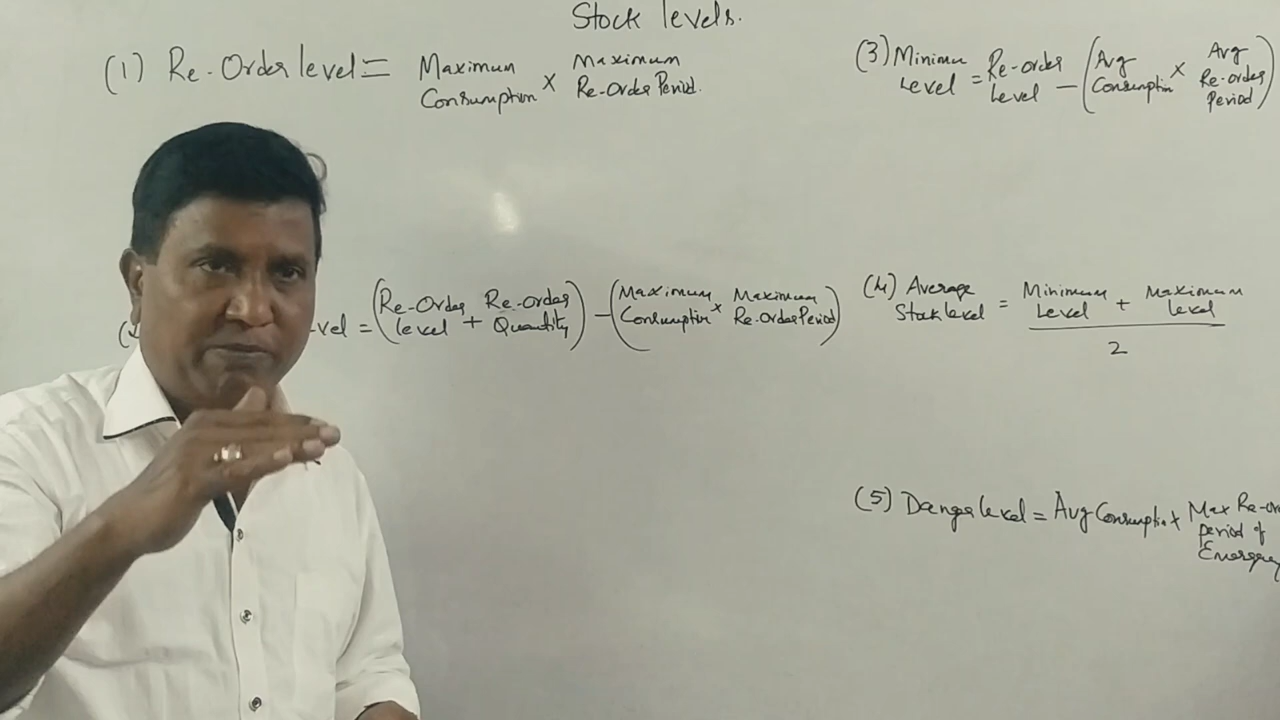 Stock levels.
(1) Re-Order level = Maximum Consumption × Maximum Re-Order Period.
vel = (Re-Order level + Re-order Quantity) - (Maximum Consumption × Maximum Re-Order Period)
(3) Minimum Level = Re-order Level - (Avg Consumption × Avg Re-order Period)
(4) Average Stock level = Minimum Level + Maximum level
2
(5) Danger level = Avg Consumption × Max Re-or
period of
Emergency